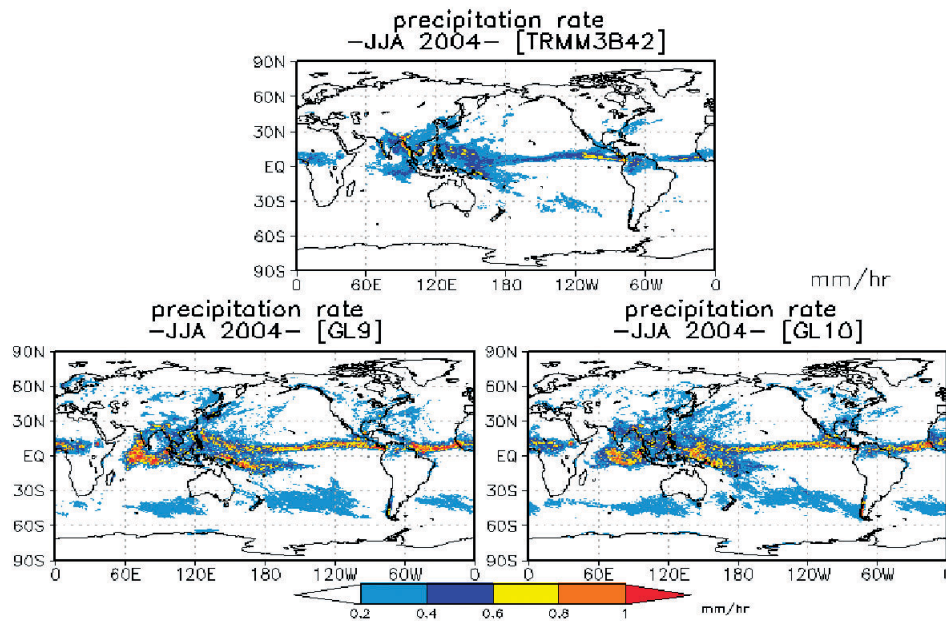 precipitation rate
-JJA 2004- [TRMM3B42]
90N
60N
30N
EQ
30S
60S
90S
0 60E 120E 180 120W 60W 0
mm/hr
precipitation rate
-JJA 2004- [GL9]
90N
60N
30N
EQ
30S
60S
90S
0 60E 120E 180 120W 60W 0
precipitation rate
-JJA 2004- [GL10]
90N
60N
30N
EQ
30S
60S
90S
0 60E 120E 180 120W 60W 0
0.2 0.4 0.6 0.8 1 mm/hr